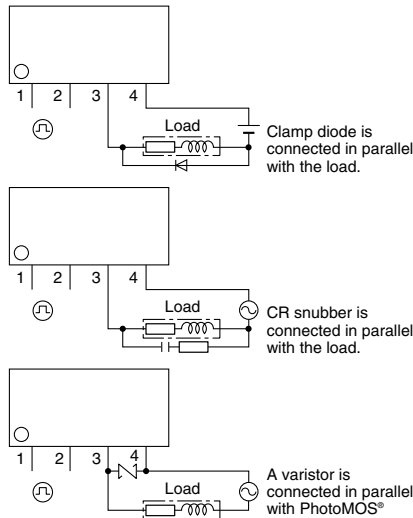 1 2 3 4
Load
Clamp diode is
connected in parallel
with the load.
1 2 3 4
Load
CR snubber is
connected in parallel
with the load.
1 2 3 4
Load
A varistor is
connected in parallel
with PhotoMOS®